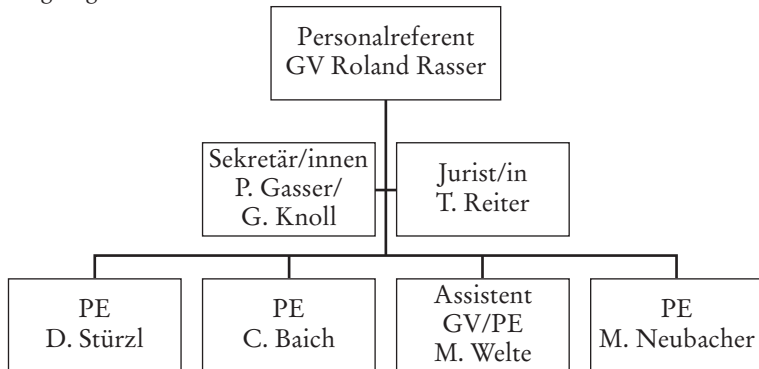 Personalreferent
GV Roland Rasser
Sekretär/innen
P. Gasser/
G. Knoll
Jurist/in
T. Reiter
PE
D. Stürzl
PE
C. Baich
Assistent
GV/PE
M. Welte
PE
M. Neubacher